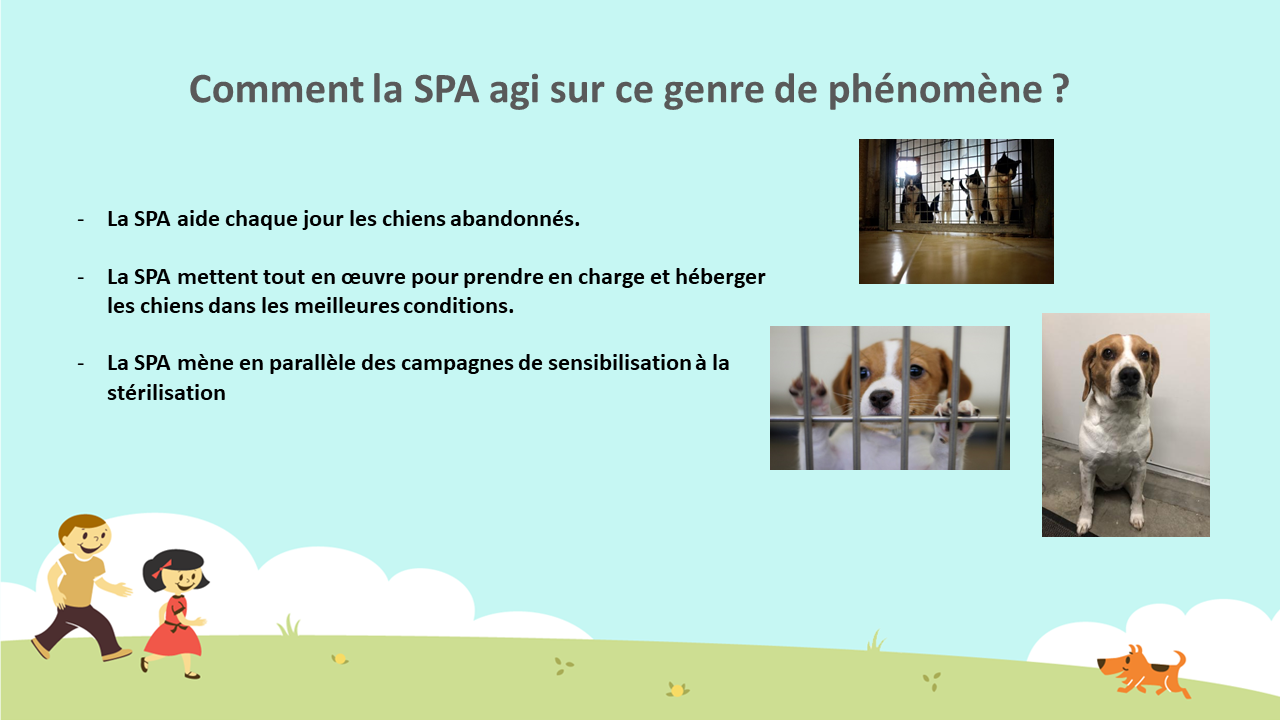 Comment la SPA agi sur ce genre de phénomène ?
- La SPA aide chaque jour les chiens abandonnés.
- La SPA mettent tout en œuvre pour prendre en charge et héberger
les chiens dans les meilleures conditions.
- La SPA mène en parallèle des campagnes de sensibilisation à la
stérilisation